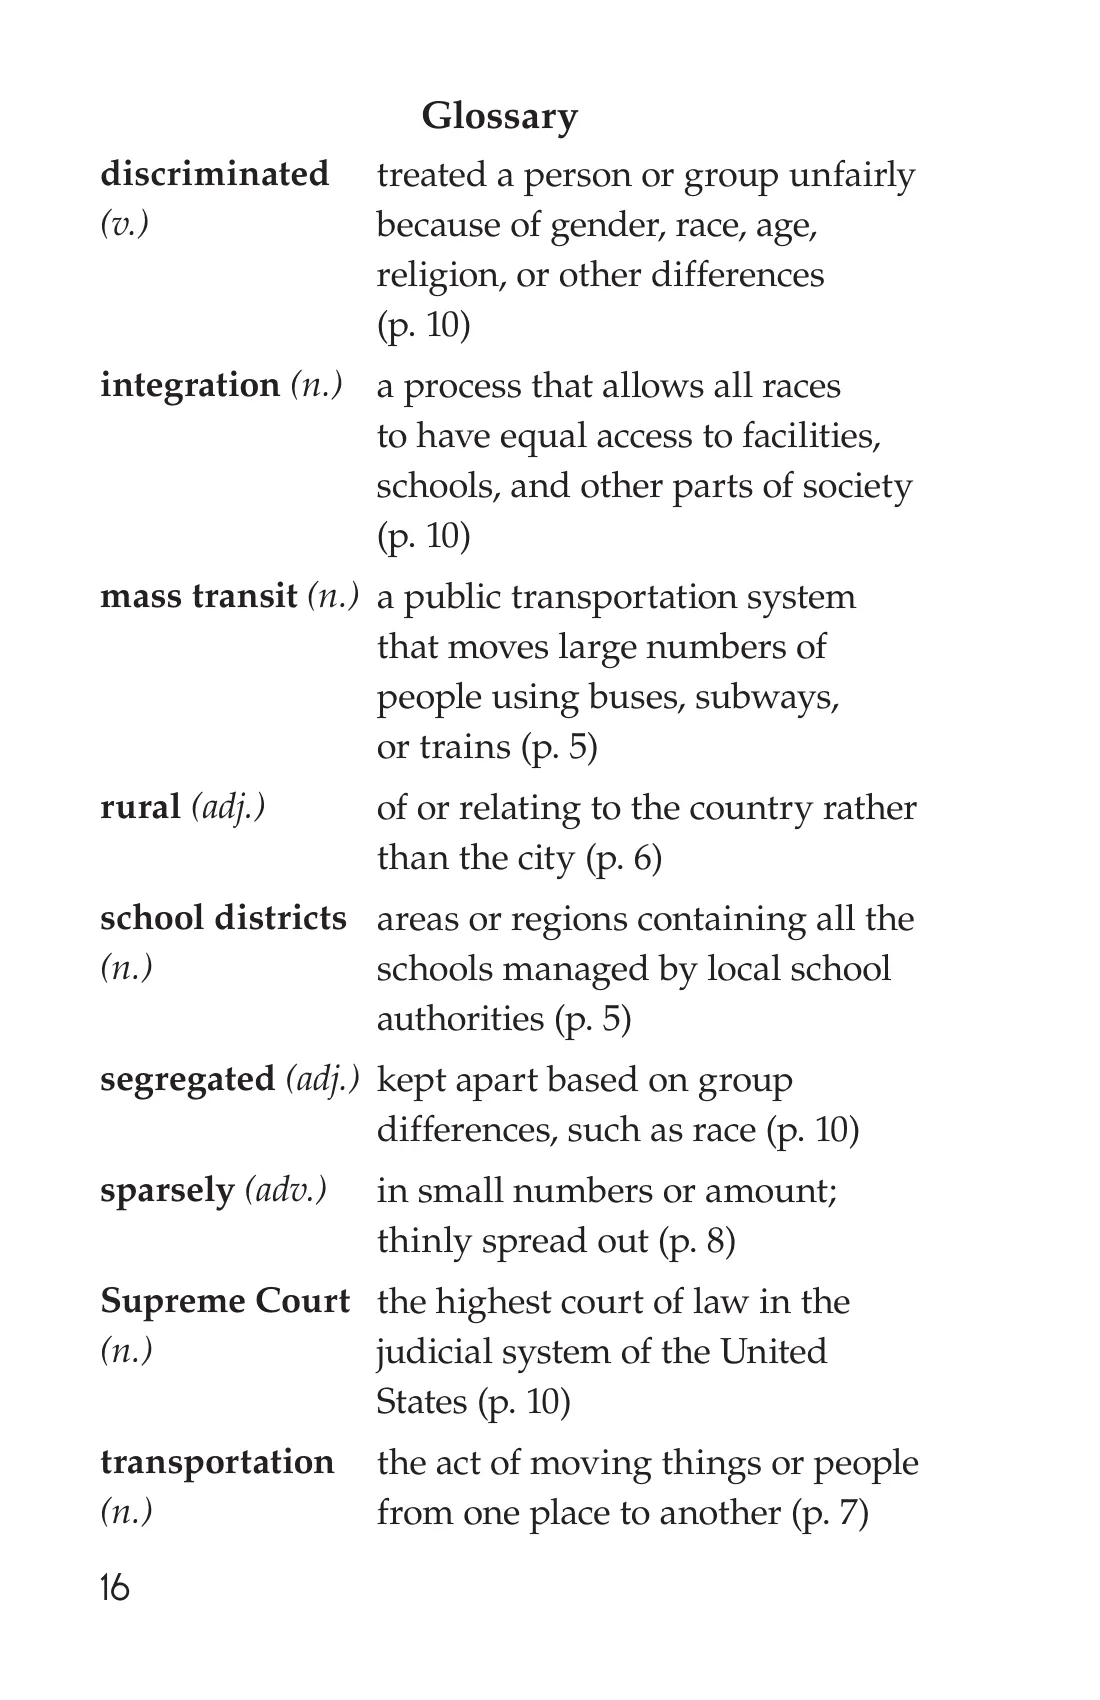 Glossary
discriminated treated a person or group unfairly
(v.) because of gender, race, age,
religion, or other differences
(p. 10)
integration (n.) a process that allows all races
to have equal access to facilities,
schools, and other parts of society
(p. 10)
mass transit (n.) a public transportation system
that moves large numbers of
people using buses, subways,
or trains (p. 5)
rural (adj.) of or relating to the country rather
than the city (p. 6)
school districts areas or regions containing all the
(n.) schools managed by local school
authorities (p. 5)
segregated (adj.) kept apart based on group
differences, such as race (p. 10)
sparsely (adv.) in small numbers or amount;
thinly spread out (p. 8)
Supreme Court the highest court of law in the
(n.) judicial system of the United
States (p. 10)
transportation the act of moving things or people
(n.) from one place to another (p. 7)
16